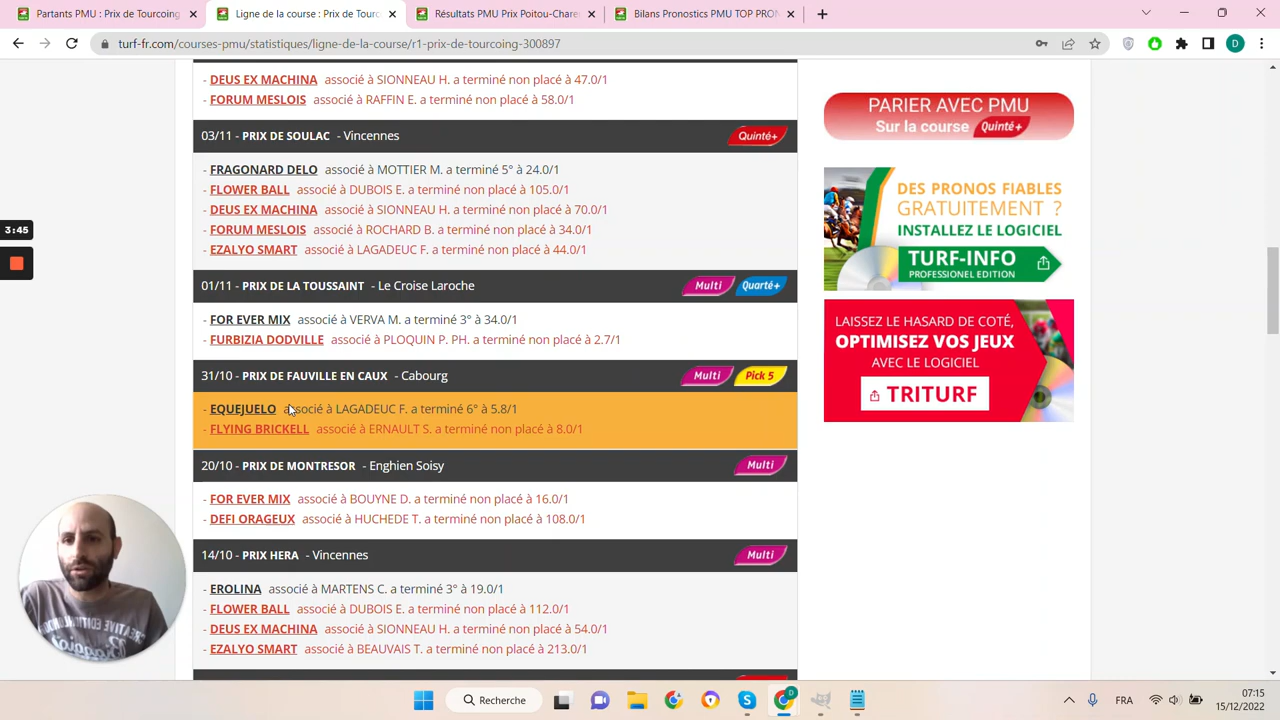 Partants PMU : Prix de Tourcoing
Ligne de la Course : Prix de Tourc
Résultats PMU Prix Poitou-Chare
Bilans Pronostics PMU TOP PRON
turf-fr.com/courses-pmu/statistiques/ligne-de-la-course/r1-prix-de-tourcoing-300897
D
- DEUS EX MACHINA associé à SIONNEAU H. a terminé non placé à 47.0/1
- FORUM MESLOIS associé à RAFFIN E. a terminé non placé à 58.0/1
03/11 - PRIX DE SOULAC - Vincennes Quinté+
- FRAGONARD DELO associé à MOTTIER M. a terminé 5° à 24.0/1
- FLOWER BALL associé à DUBOIS E. a terminé non placé à 105.0/1
- DEUS EX MACHINA associé à SIONNEAU H. a terminé non placé à 70.0/1
- FORUM MESLOIS associé à ROCHARD B. a terminé non placé à 34.0/1
- EZALYO SMART associé à LAGADEUC F. a terminé non placé à 44.0/1
01/11 - PRIX DE LA TOUSSAINT - Le Croise Laroche Multi Quarté+
- FOR EVER MIX associé à VERVA M. a terminé 3° à 34.0/1
- FURBIZIA DODVILLE associé à PLOQUIN P. PH. a terminé non placé à 2.7/1
31/10 - PRIX DE FAUVILLE EN CAUX - Cabourg Multi Pick 5
- EQUEJUELO associé à LAGADEUC F. a terminé 6° à 5.8/1
- FLYING BRICKELL associé à ERNAULT S. a terminé non placé à 8.0/1
20/10 - PRIX DE MONTRESOR - Enghien Soisy Multi
- FOR EVER MIX associé à BOUYNE D. a terminé non placé à 16.0/1
- DEFI ORAGEUX associé à HUCHEDE T. a terminé non placé à 108.0/1
14/10 - PRIX HERA - Vincennes Multi
- EROLINA associé à MARTENS C. a terminé 3° à 19.0/1
- FLOWER BALL associé à DUBOIS E. a terminé non placé à 112.0/1
- DEUS EX MACHINA associé à SIONNEAU H. a terminé non placé à 54.0/1
- EZALYO SMART associé à BEAUVAIS T. a terminé non placé à 213.0/1
PARIER AVEC PMU
Sur la course Quinté+
DES PRONOS FIABLES
GRATUITEMENT ?
INSTALLEZ LE LOGICIEL
TURF-INFO
PROFESSIONEL EDITION
LAISSEZ LE HASARD DE COTÉ,
OPTIMISEZ VOS JEUX
AVEC LE LOGICIEL
TRITURF
3:45
Recherche
D
FRA
07:15
15/12/2022